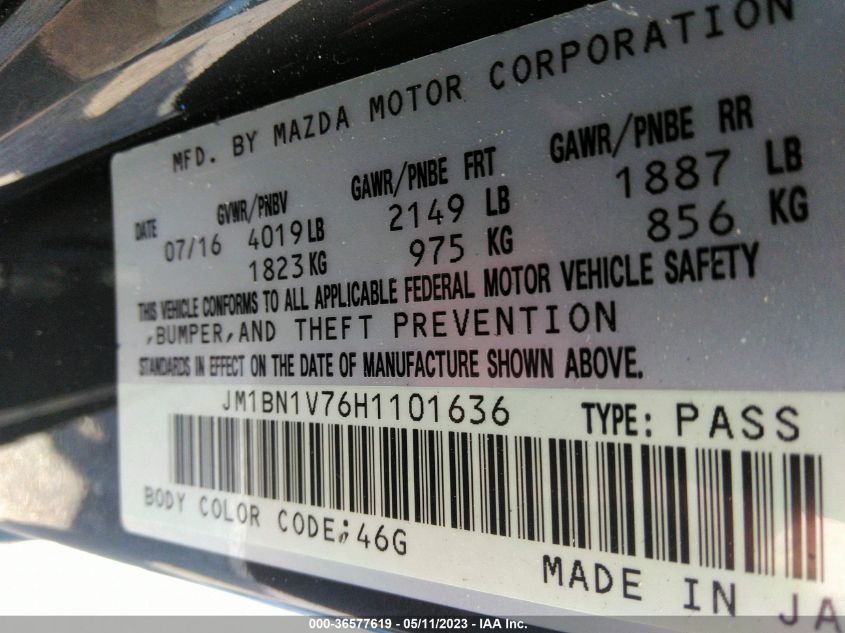 MFD. BY MAZDA MOTOR CORPORATION
DATE GVWR/PNBV GAWR/PNBE FRT GAWR/PNBE RR
07/16 4019 LB 2149 LB 1887 LB
1823 KG 975 KG 856 KG
THIS VEHICLE CONFORMS TO ALL APPLICABLE FEDERAL MOTOR VEHICLE SAFETY
,BUMPER,AND THEFT PREVENTION
STANDARDS IN EFFECT ON THE DATE OF MANUFACTURE SHOWN ABOVE.
JM1BN1V76H1101636 TYPE: PASS
BODY COLOR CODE: 46G
MADE IN JA
000-36577619 - 05/11/2023 - IAAI.com